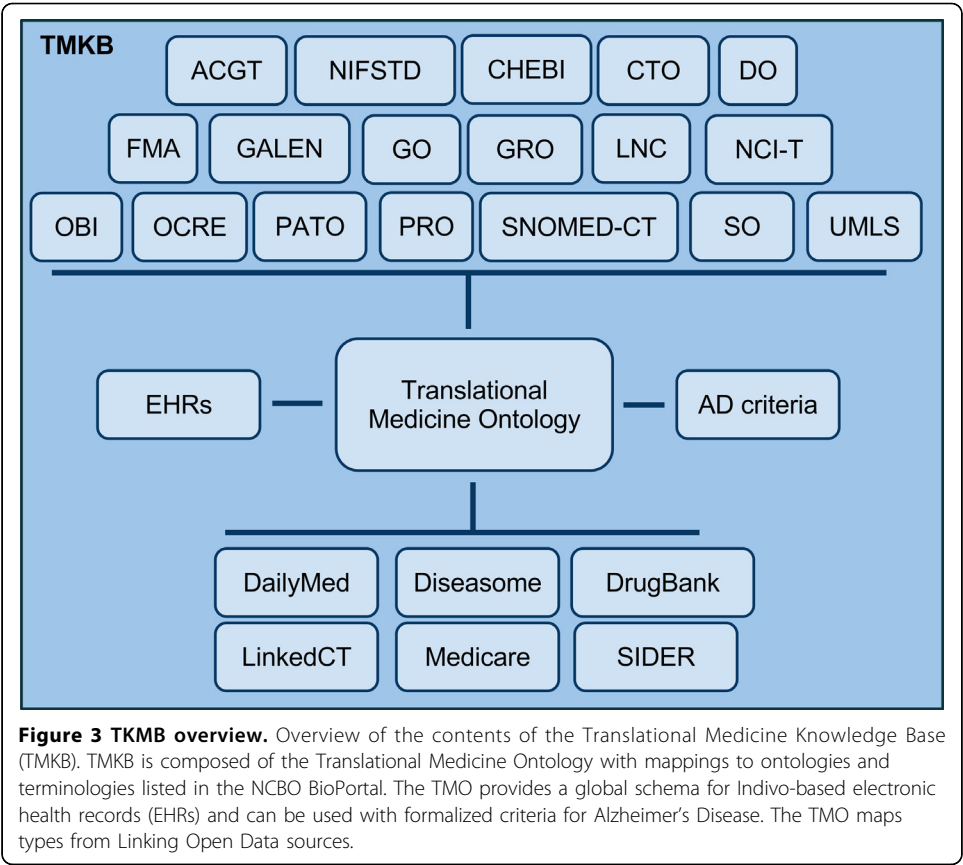 TMKB
ACGT NIFSTD CHEBI CTO DO
FMA GALEN GO GRO LNC NCI-T
OBI OCRE PATO PRO SNOMED-CT SO UMLS
EHRs
Translational
Medicine Ontology
AD criteria
DailyMed Diseasome DrugBank
LinkedCT Medicare SIDER
Figure 3 TKMB overview. Overview of the contents of the Translational Medicine Knowledge Base
(TMKB). TMKB is composed of the Translational Medicine Ontology with mappings to ontologies and
terminologies listed in the NCBO BioPortal. The TMO provides a global schema for Indivo-based electronic
health records (EHRs) and can be used with formalized criteria for Alzheimer's Disease. The TMO maps
types from Linking Open Data sources.